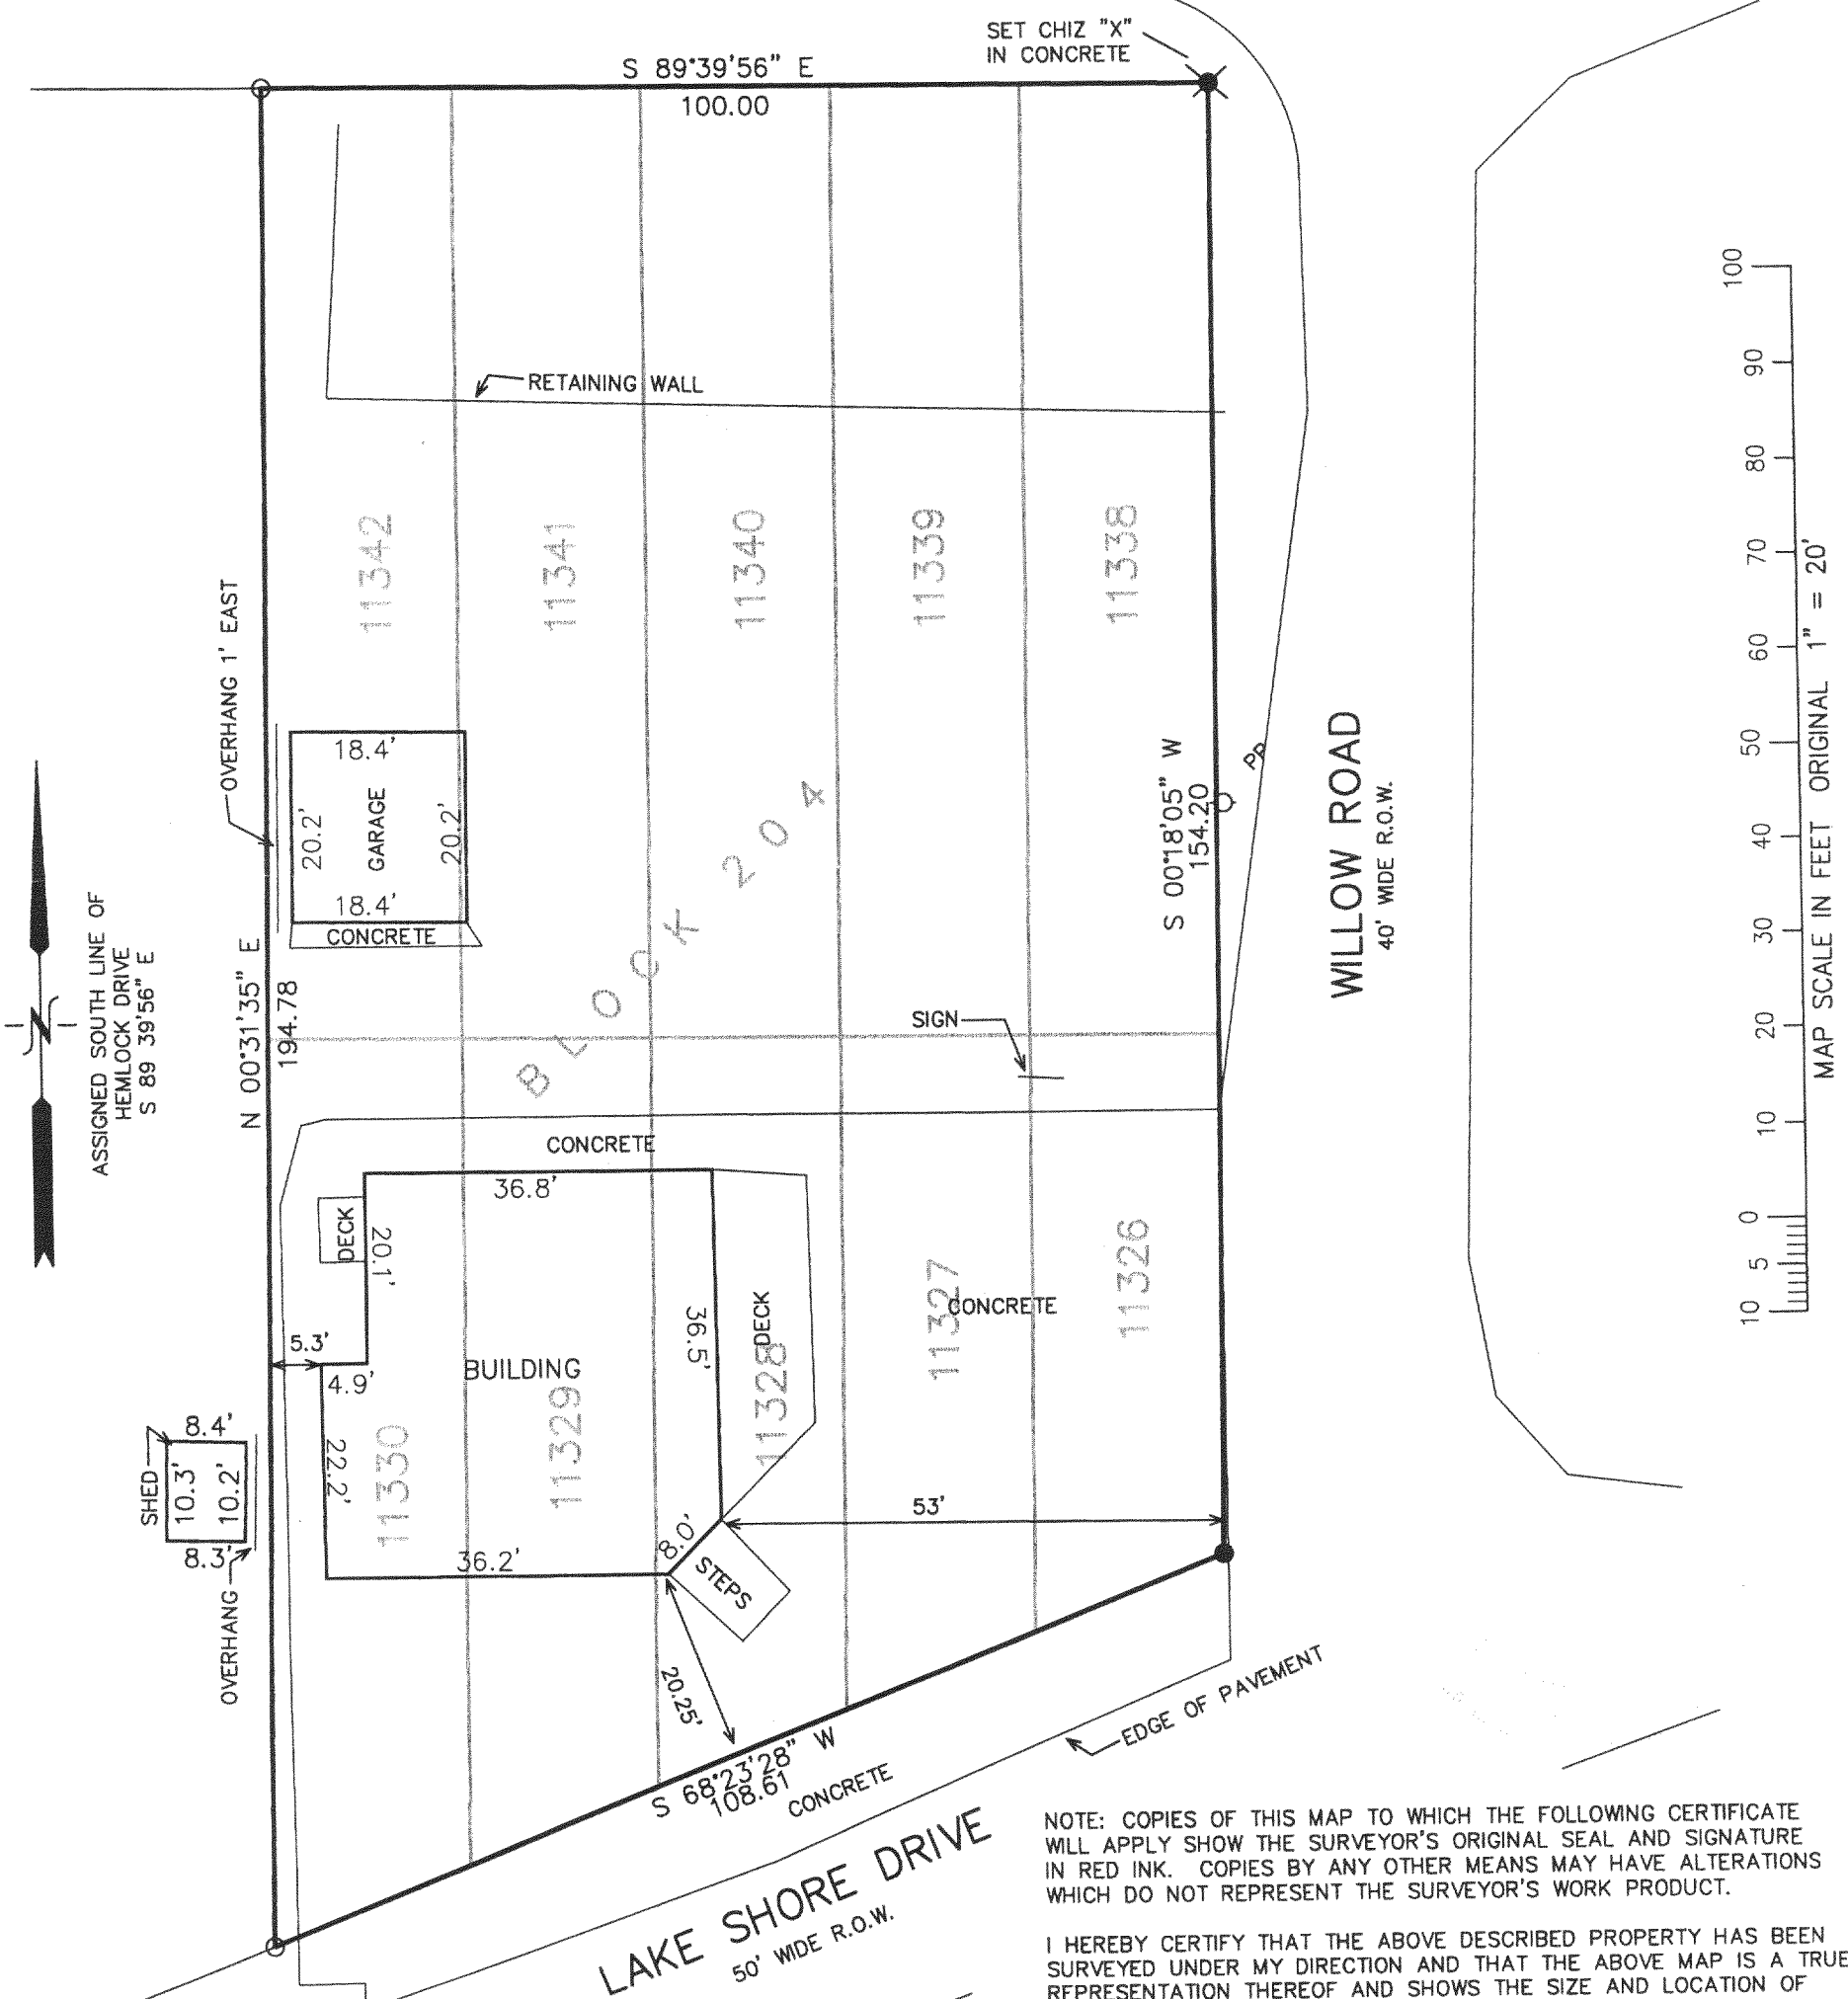 SET CHIZ "X"
IN CONCRETE
S 89°39'56" E
100.00
RETAINING WALL
11342
11341
11340
11339
11338
OVERHANG 1' EAST
18.4'
20.2'
GARAGE
20.2'
18.4'
CONCRETE
BLOCK 204
S 00°18'05" W
154.20
PP
WILLOW ROAD
40' WIDE R.O.W.
100
90
80
70
60
50
40
30
20
10
0
5
10
MAP SCALE IN FEET ORIGINAL 1" = 20'
N
ASSIGNED SOUTH LINE OF
HEMLOCK DRIVE
S 89 39'56" E
N 00°31'35" E
194.78
SIGN
CONCRETE
36.8'
DECK
20.1'
5.3'
4.9'
BUILDING
36.5'
DECK
11330
11329
11328
11327
11326
CONCRETE
SHED
8.4'
10.3'
10.2'
8.3'
OVERHANG
22.2'
36.2'
8.0'
STEPS
53'
20.25'
S 68°23'28" W
108.61
CONCRETE
EDGE OF PAVEMENT
LAKE SHORE DRIVE
50' WIDE R.O.W.
NOTE: COPIES OF THIS MAP TO WHICH THE FOLLOWING CERTIFICATE
WILL APPLY SHOW THE SURVEYOR'S ORIGINAL SEAL AND SIGNATURE
IN RED INK. COPIES BY ANY OTHER MEANS MAY HAVE ALTERATIONS
WHICH DO NOT REPRESENT THE SURVEYOR'S WORK PRODUCT.
I HEREBY CERTIFY THAT THE ABOVE DESCRIBED PROPERTY HAS BEEN
SURVEYED UNDER MY DIRECTION AND THAT THE ABOVE MAP IS A TRUE
REPRESENTATION THEREOF AND SHOWS THE SIZE AND LOCATION OF